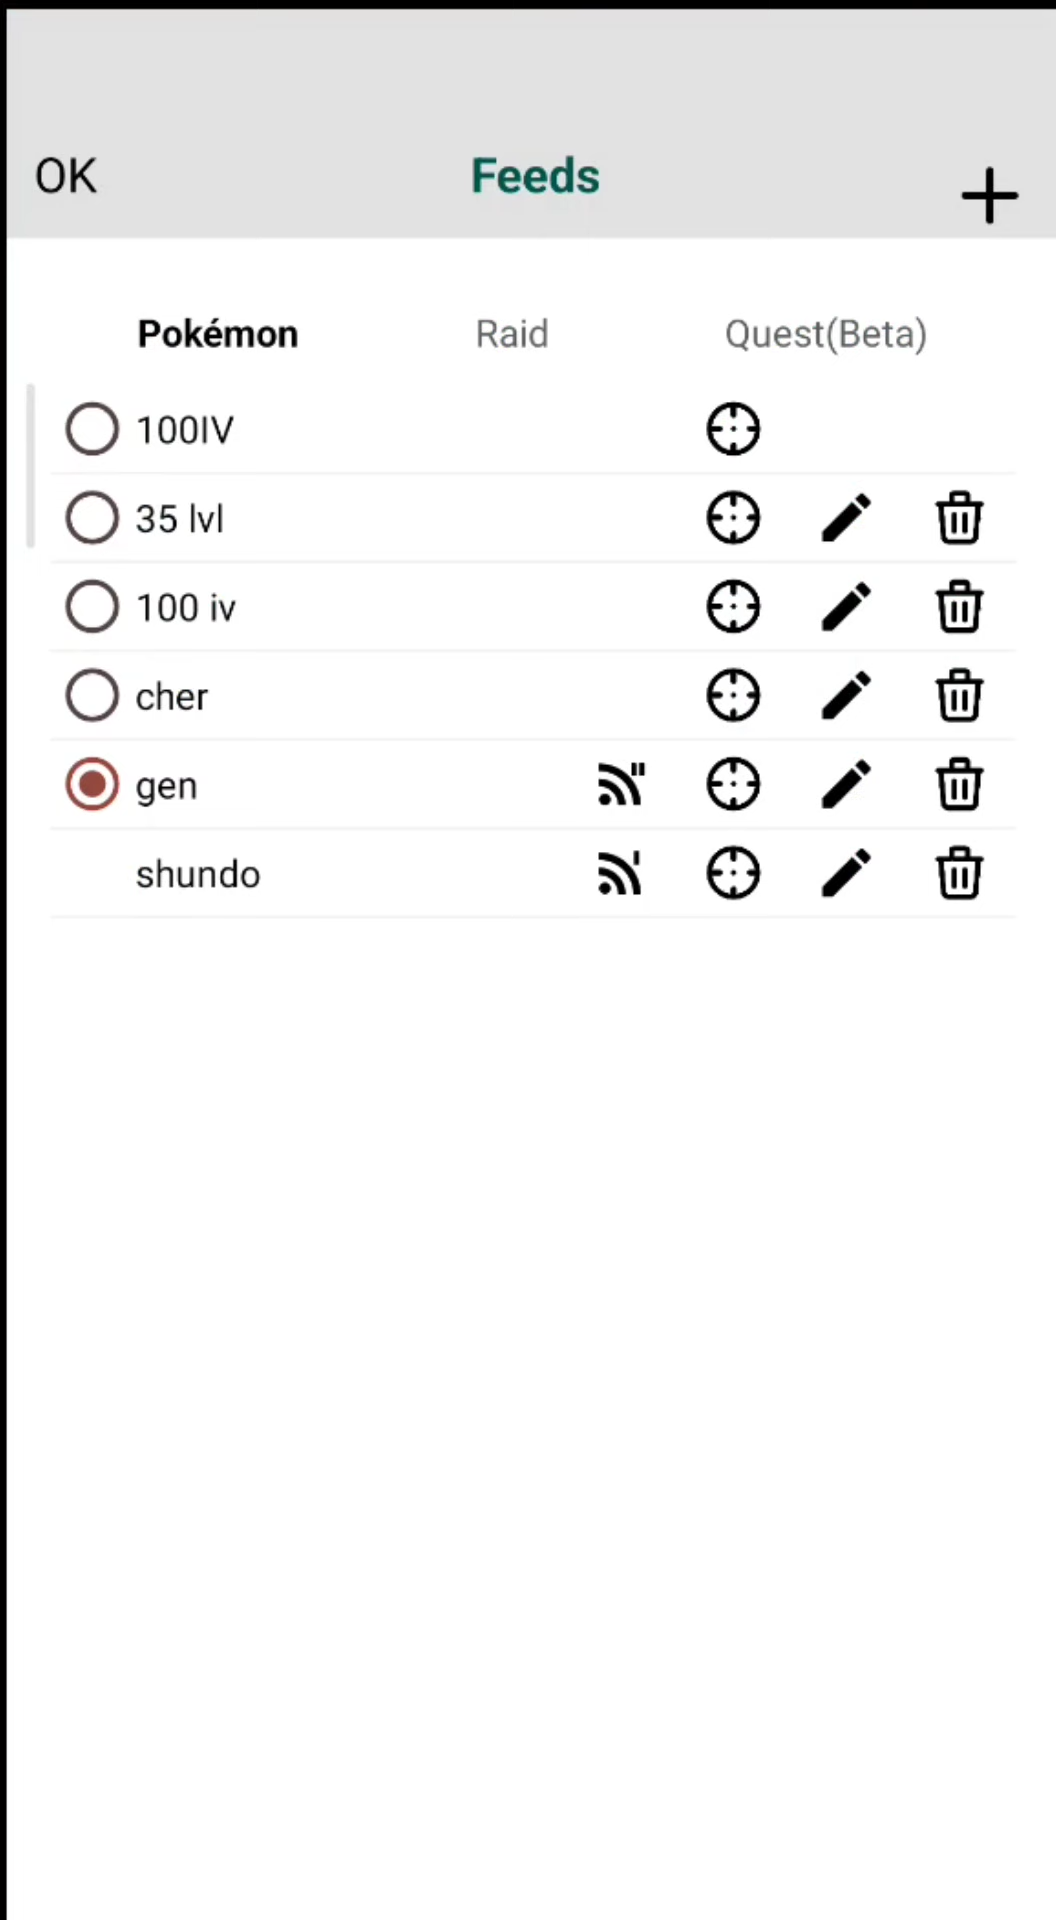 OK
Feeds
Pokémon Raid Quest(Beta)
100IV
35 lvl
100 iv
cher
gen
shundo